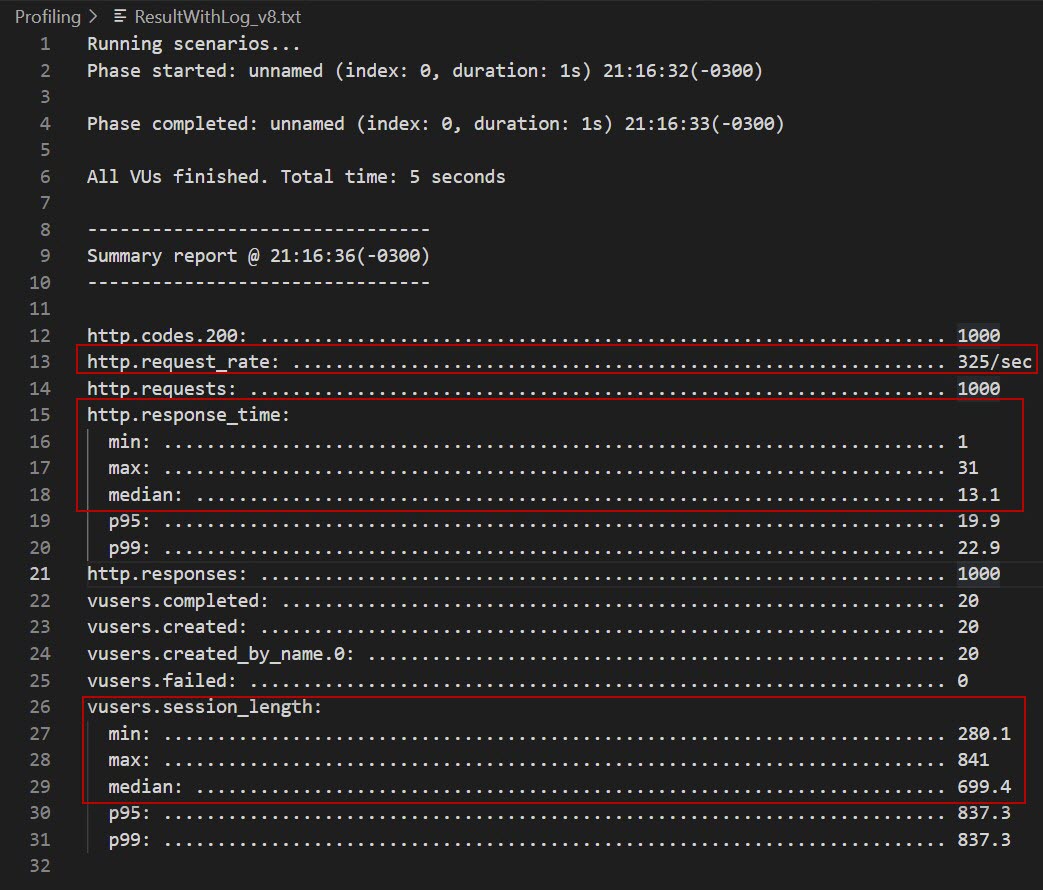 Profiling > ResultWithLog_v8.txt
1 Running scenarios...
2 Phase started: unnamed (index: 0, duration: 1s) 21:16:32(-0300)
3
4 Phase completed: unnamed (index: 0, duration: 1s) 21:16:33(-0300)
5
6 All VUs finished. Total time: 5 seconds
7
8 --------------------------------
9 Summary report @ 21:16:36(-0300)
10 --------------------------------
11
12 http.codes.200: ................................................................ 1000
13 http.request_rate: ............................................................. 325/sec
14 http.requests: ................................................................. 1000
15 http.response_time:
16 min: ......................................................................... 1
17 max: ......................................................................... 31
18 median: ...................................................................... 13.1
19 p95: ......................................................................... 19.9
20 p99: ......................................................................... 22.9
21 http.responses: ................................................................ 1000
22 vusers.completed: .............................................................. 20
23 vusers.created: ................................................................ 20
24 vusers.created_by_name.0: ...................................................... 20
25 vusers.failed: ................................................................. 0
26 vusers.session_length:
27 min: ......................................................................... 280.1
28 max: ......................................................................... 841
29 median: ...................................................................... 699.4
30 p95: ......................................................................... 837.3
31 p99: ......................................................................... 837.3
32